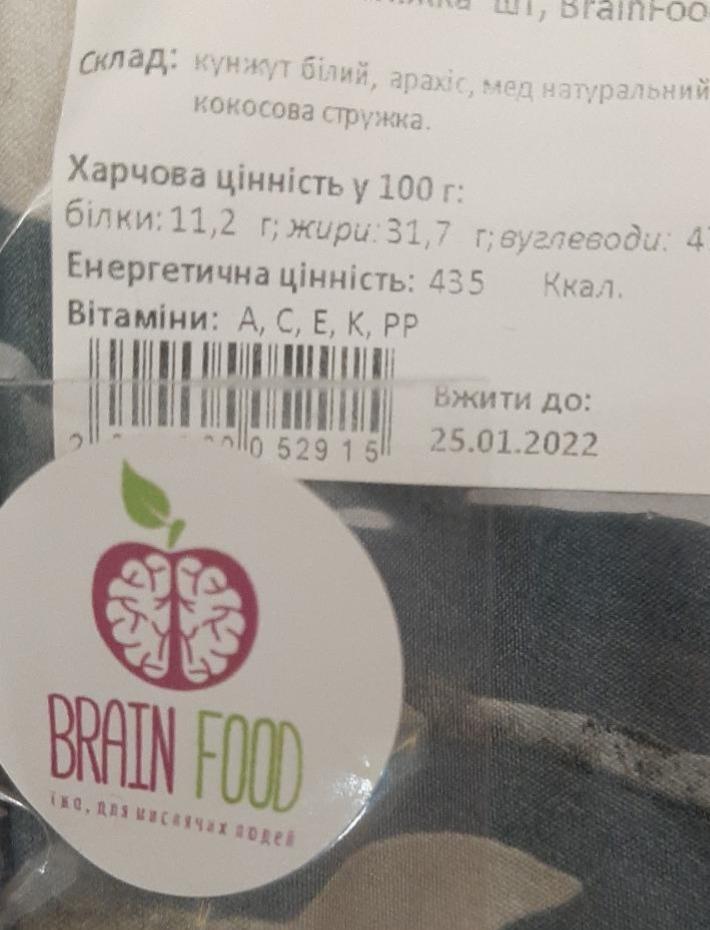 шт, BrainFoo
Склад: кунжут білий, арахіс, мед натуральний
кокосова стружка.
Харчова цінність у 100 г:
білки: 11,2 г; жири: 31,7 г; вуглеводи: 4
Енергетична цінність: 435 Ккал.
Вітаміни: A, C, E, K, PP
Вжити до:
0 529 1 5 25.01.2022
BRAIN FOOD
їжа, для мислячих людей